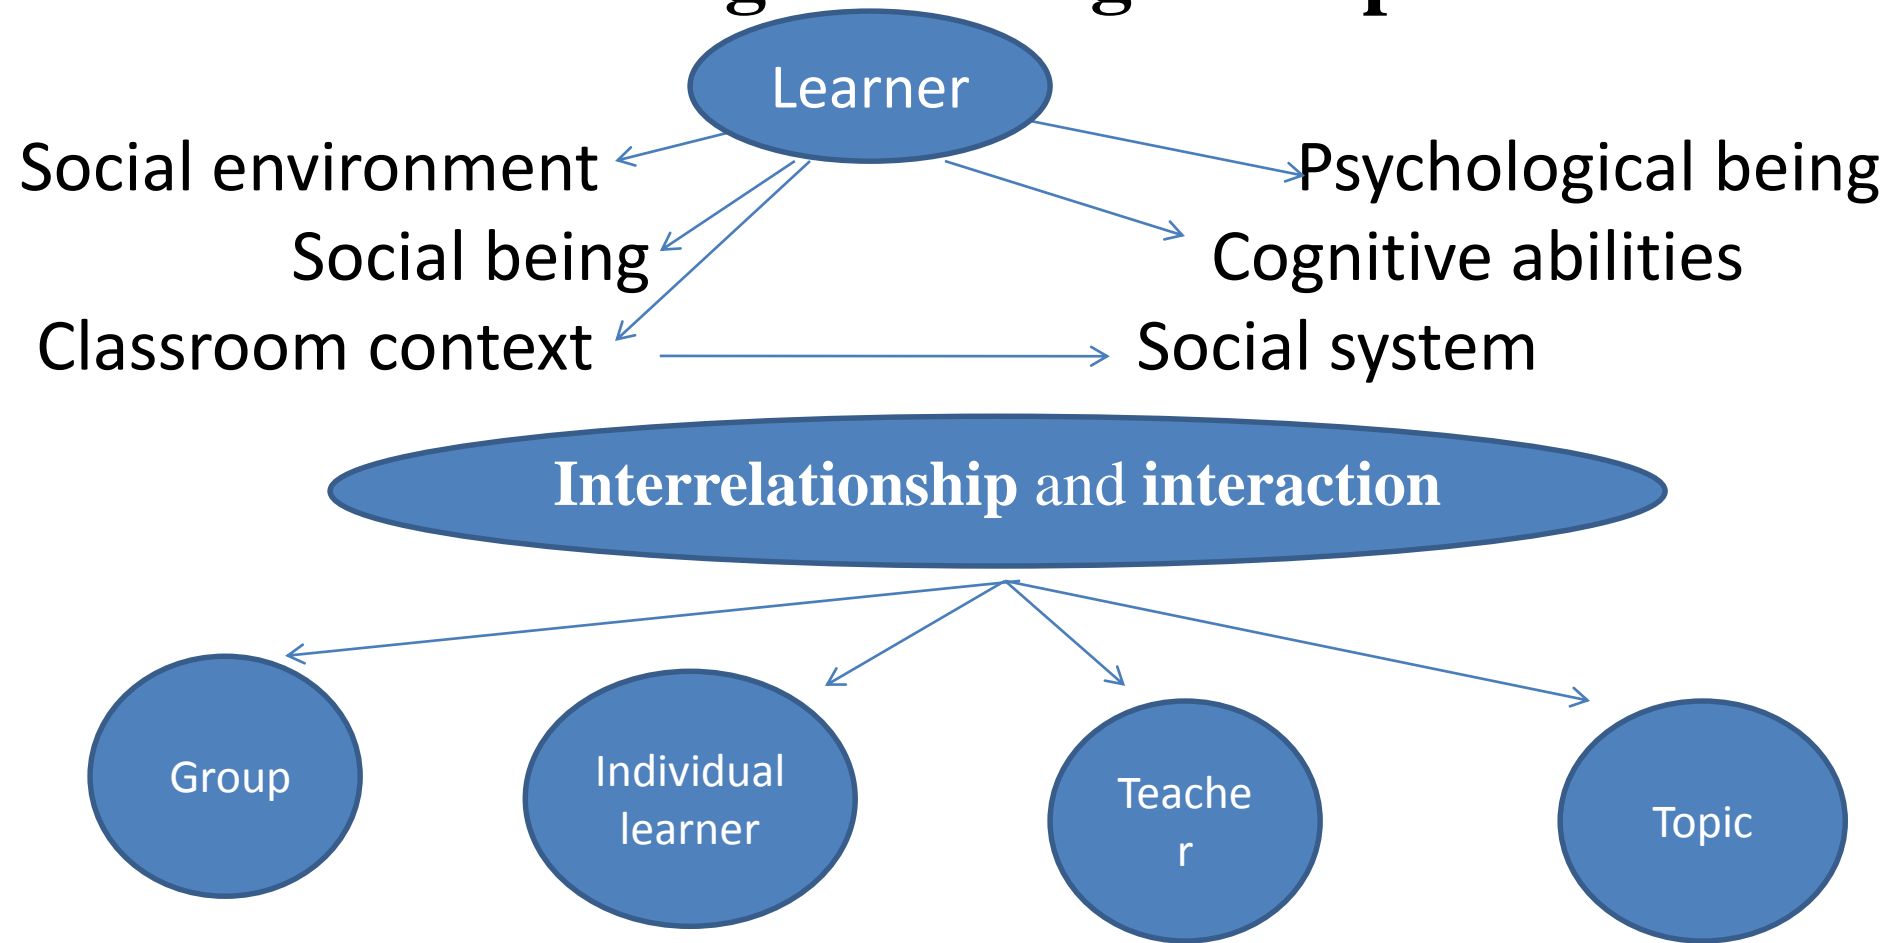 Learner
Social environment
Psychological being
Social being
Cognitive abilities
Classroom context
Social system
Interrelationship and interaction
Group
Individual
learner
Teache
r
Topic